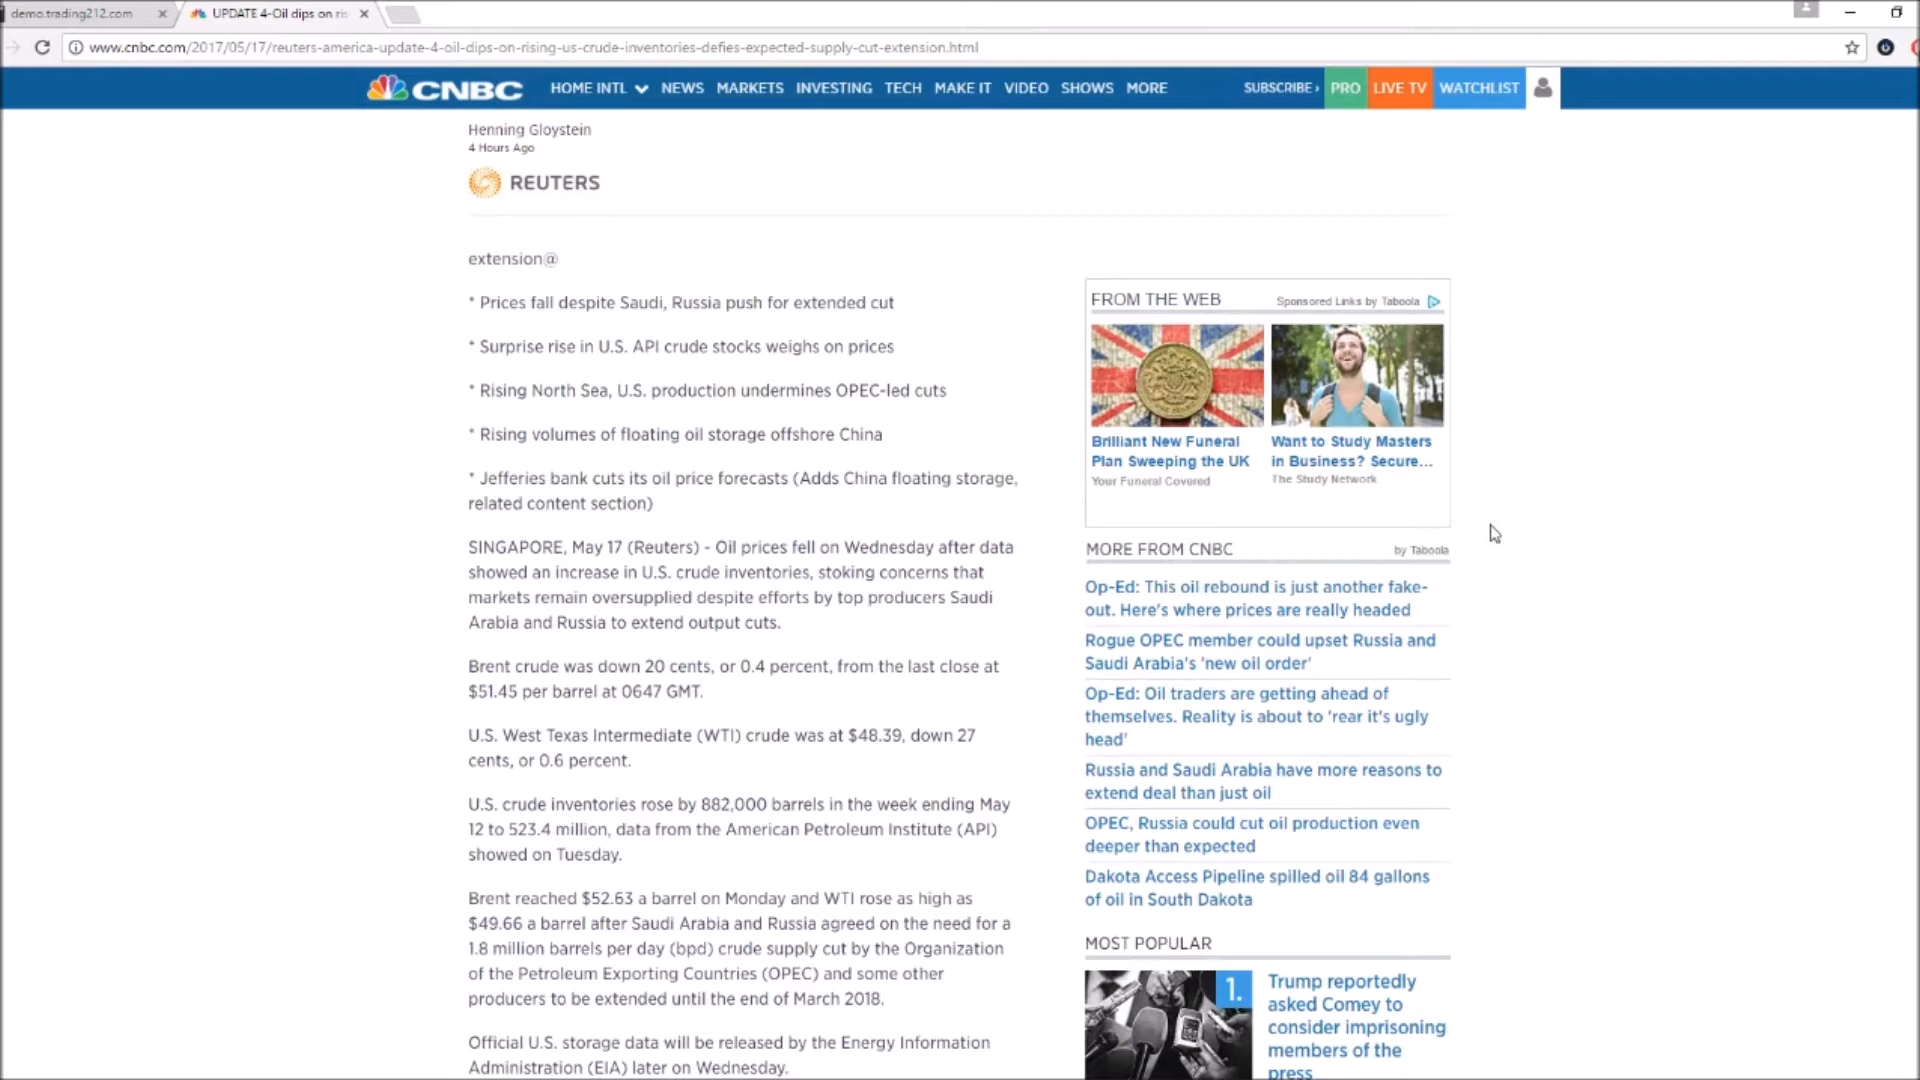 demo.trading212.com
UPDATE 4-Oil dips on ris
www.cnbc.com/2017/05/17/reuters-america-update-4-oil-dips-on-rising-us-crude-inventories-defies-expected-supply-cut-extension.html
CNBC HOME INTL NEWS MARKETS INVESTING TECH MAKE IT VIDEO SHOWS MORE SUBSCRIBE PRO LIVE TV WATCHLIST
Henning Gloystein
4 Hours Ago
REUTERS
extension@
* Prices fall despite Saudi, Russia push for extended cut
* Surprise rise in U.S. API crude stocks weighs on prices
* Rising North Sea, U.S. production undermines OPEC-led cuts
* Rising volumes of floating oil storage offshore China
* Jefferies bank cuts its oil price forecasts (Adds China floating storage,
related content section)
SINGAPORE, May 17 (Reuters) - Oil prices fell on Wednesday after data
showed an increase in U.S. crude inventories, stoking concerns that
markets remain oversupplied despite efforts by top producers Saudi
Arabia and Russia to extend output cuts.
Brent crude was down 20 cents, or 0.4 percent, from the last close at
$51.45 per barrel at 0647 GMT.
U.S. West Texas Intermediate (WTI) crude was at $48.39, down 27
cents, or 0.6 percent.
U.S. crude inventories rose by 882,000 barrels in the week ending May
12 to 523.4 million, data from the American Petroleum Institute (API)
showed on Tuesday.
Brent reached $52.63 a barrel on Monday and WTI rose as high as
$49.66 a barrel after Saudi Arabia and Russia agreed on the need for a
1.8 million barrels per day (bpd) crude supply cut by the Organization
of the Petroleum Exporting Countries (OPEC) and some other
producers to be extended until the end of March 2018.
Official U.S. storage data will be released by the Energy Information
Administration (EIA) later on Wednesday.
FROM THE WEB
Sponsored Links by Taboola
Brilliant New Funeral
Plan Sweeping the UK
Your Funeral Covered
Want to Study Masters
in Business? Secure...
The Study Network
MORE FROM CNBC
by Taboola
Op-Ed: This oil rebound is just another fake-
out. Here's where prices are really headed
Rogue OPEC member could upset Russia and
Saudi Arabia's 'new oil order'
Op-Ed: Oil traders are getting ahead of
themselves. Reality is about to 'rear it's ugly
head'
Russia and Saudi Arabia have more reasons to
extend deal than just oil
OPEC, Russia could cut oil production even
deeper than expected
Dakota Access Pipeline spilled oil 84 gallons
of oil in South Dakota
MOST POPULAR
1.
Trump reportedly
asked Comey to
consider imprisoning
members of the
press